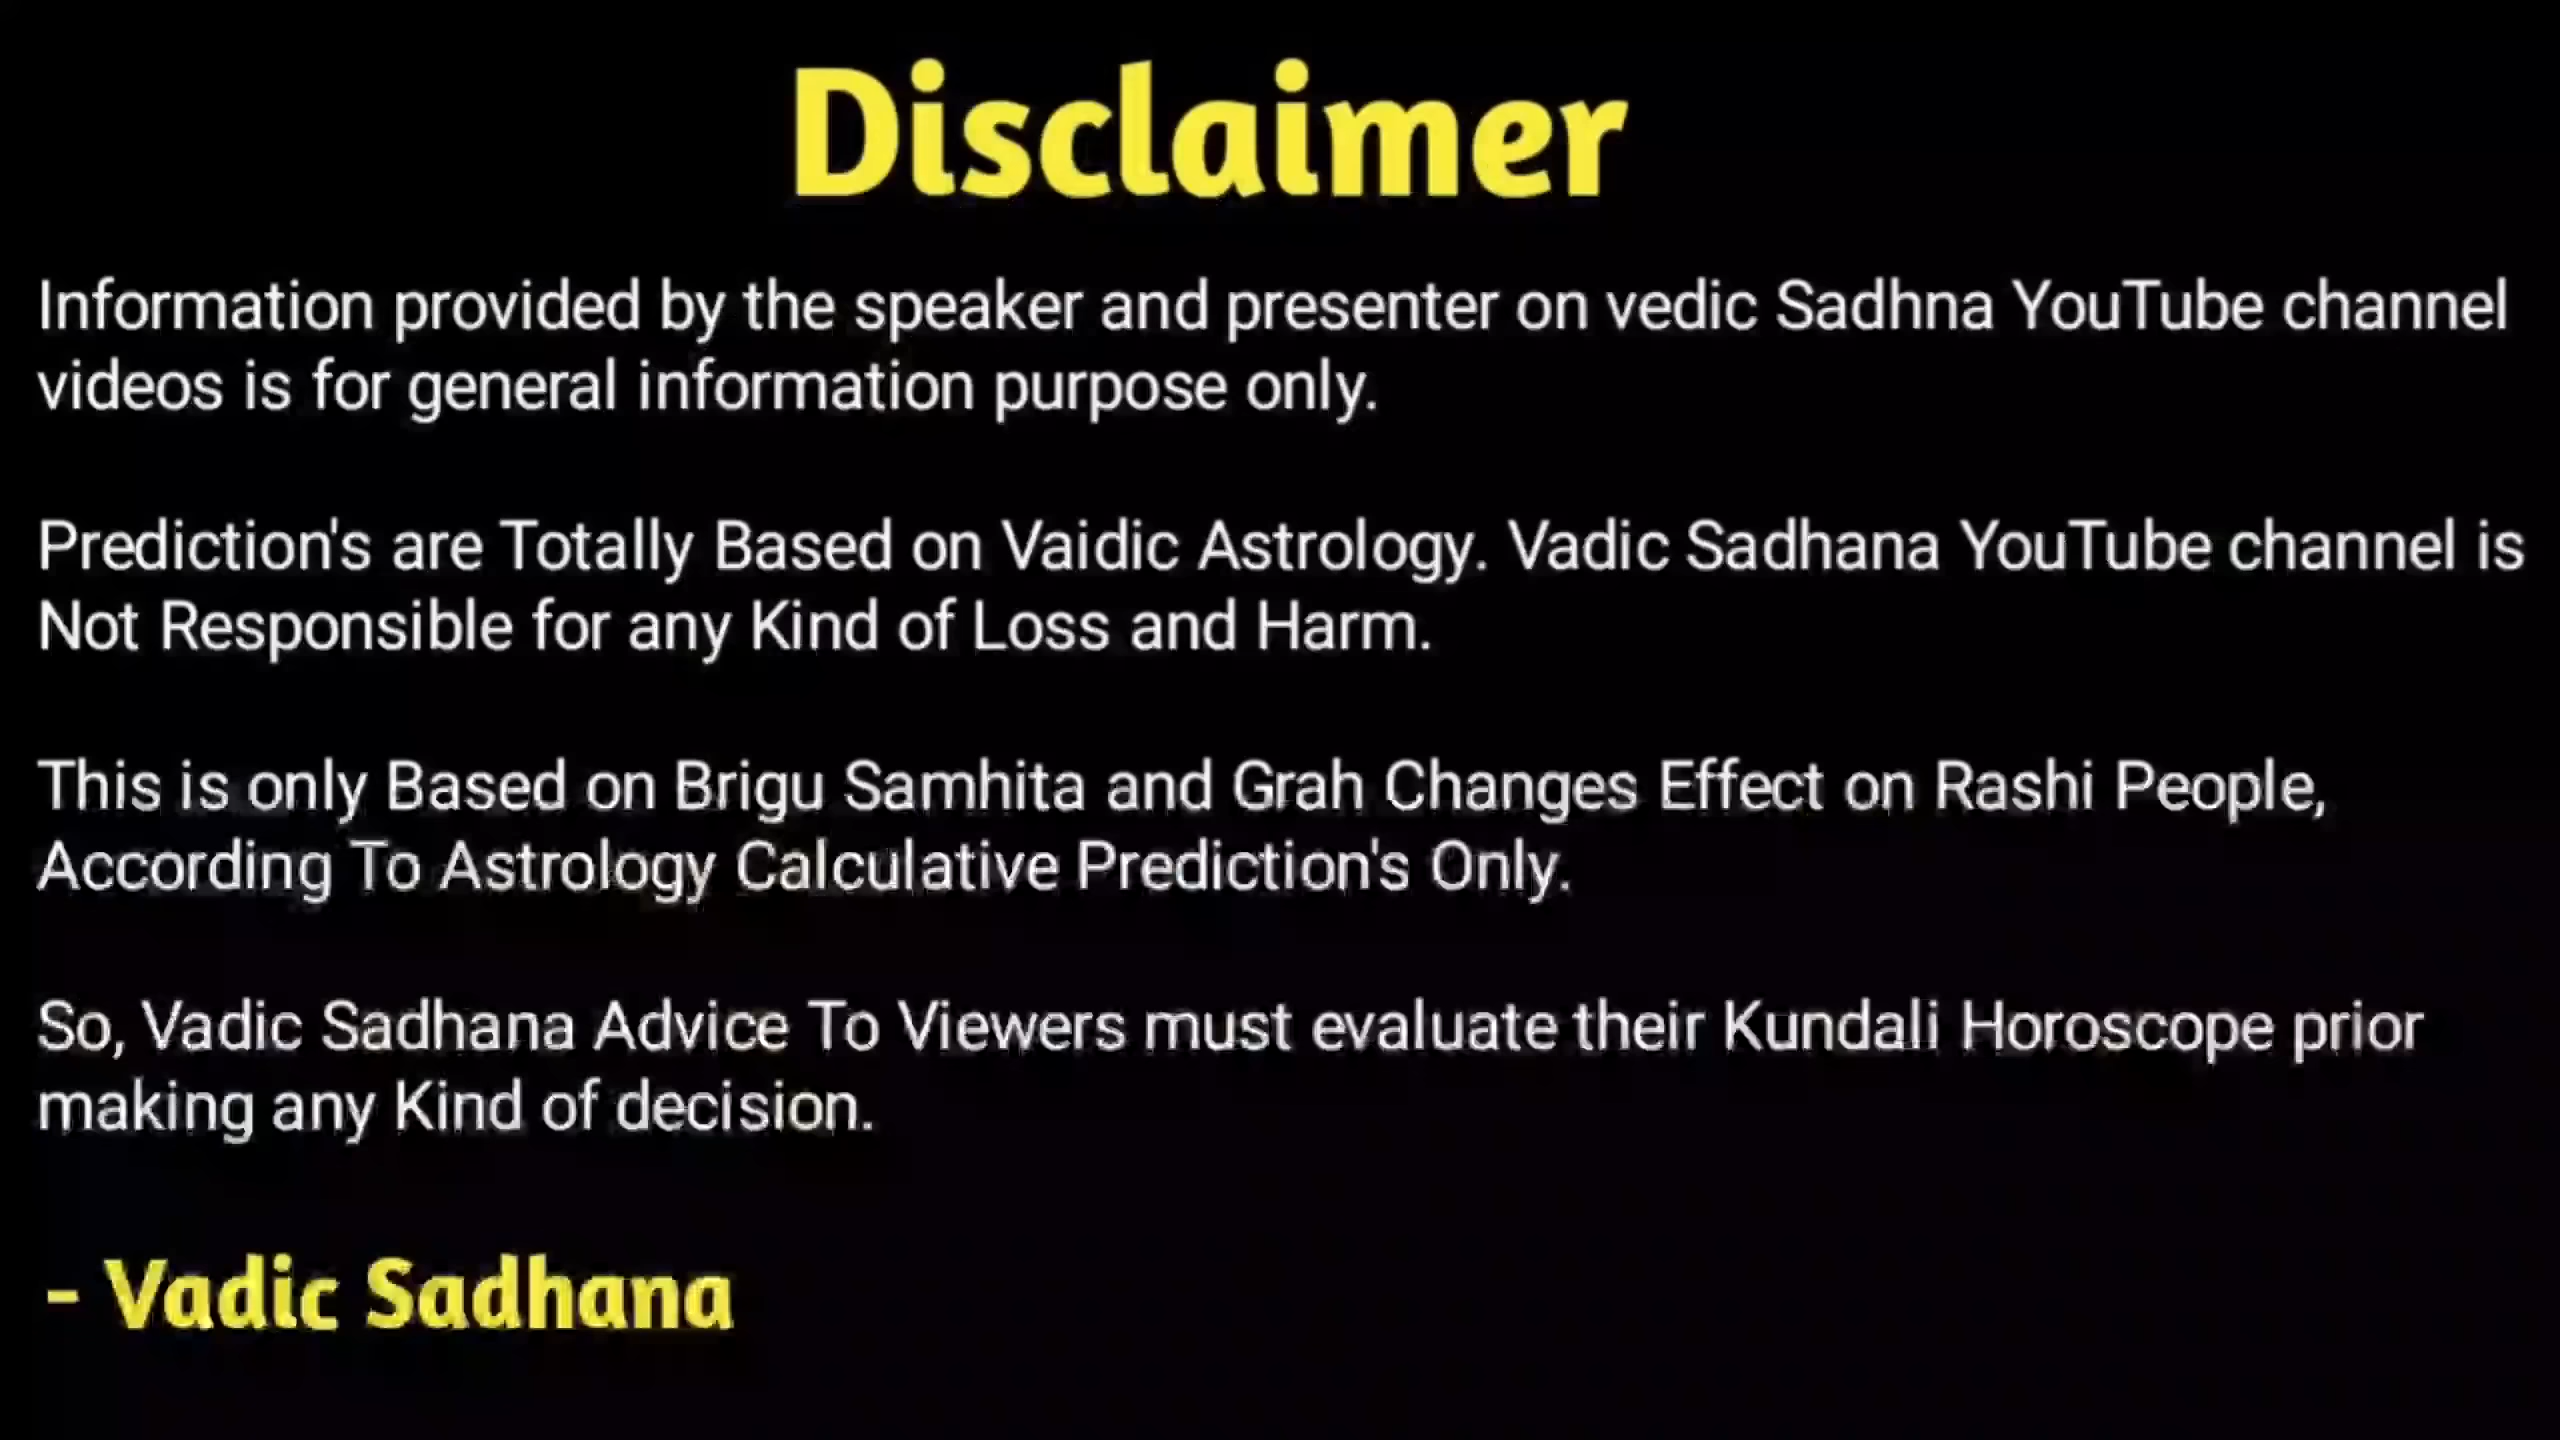 Disclaimer
Information provided by the speaker and presenter on vedic Sadhna YouTube channel
videos is for general information purpose only.
Prediction's are Totally Based on Vaidic Astrology. Vadic Sadhana YouTube channel is
Not Responsible for any Kind of Loss and Harm.
This is only Based on Brigu Samhita and Grah Changes Effect on Rashi People,
According To Astrology Calculative Prediction's Only.
So, Vadic Sadhana Advice To Viewers must evaluate their Kundali Horoscope prior
making any Kind of decision.
- Vadic Sadhana